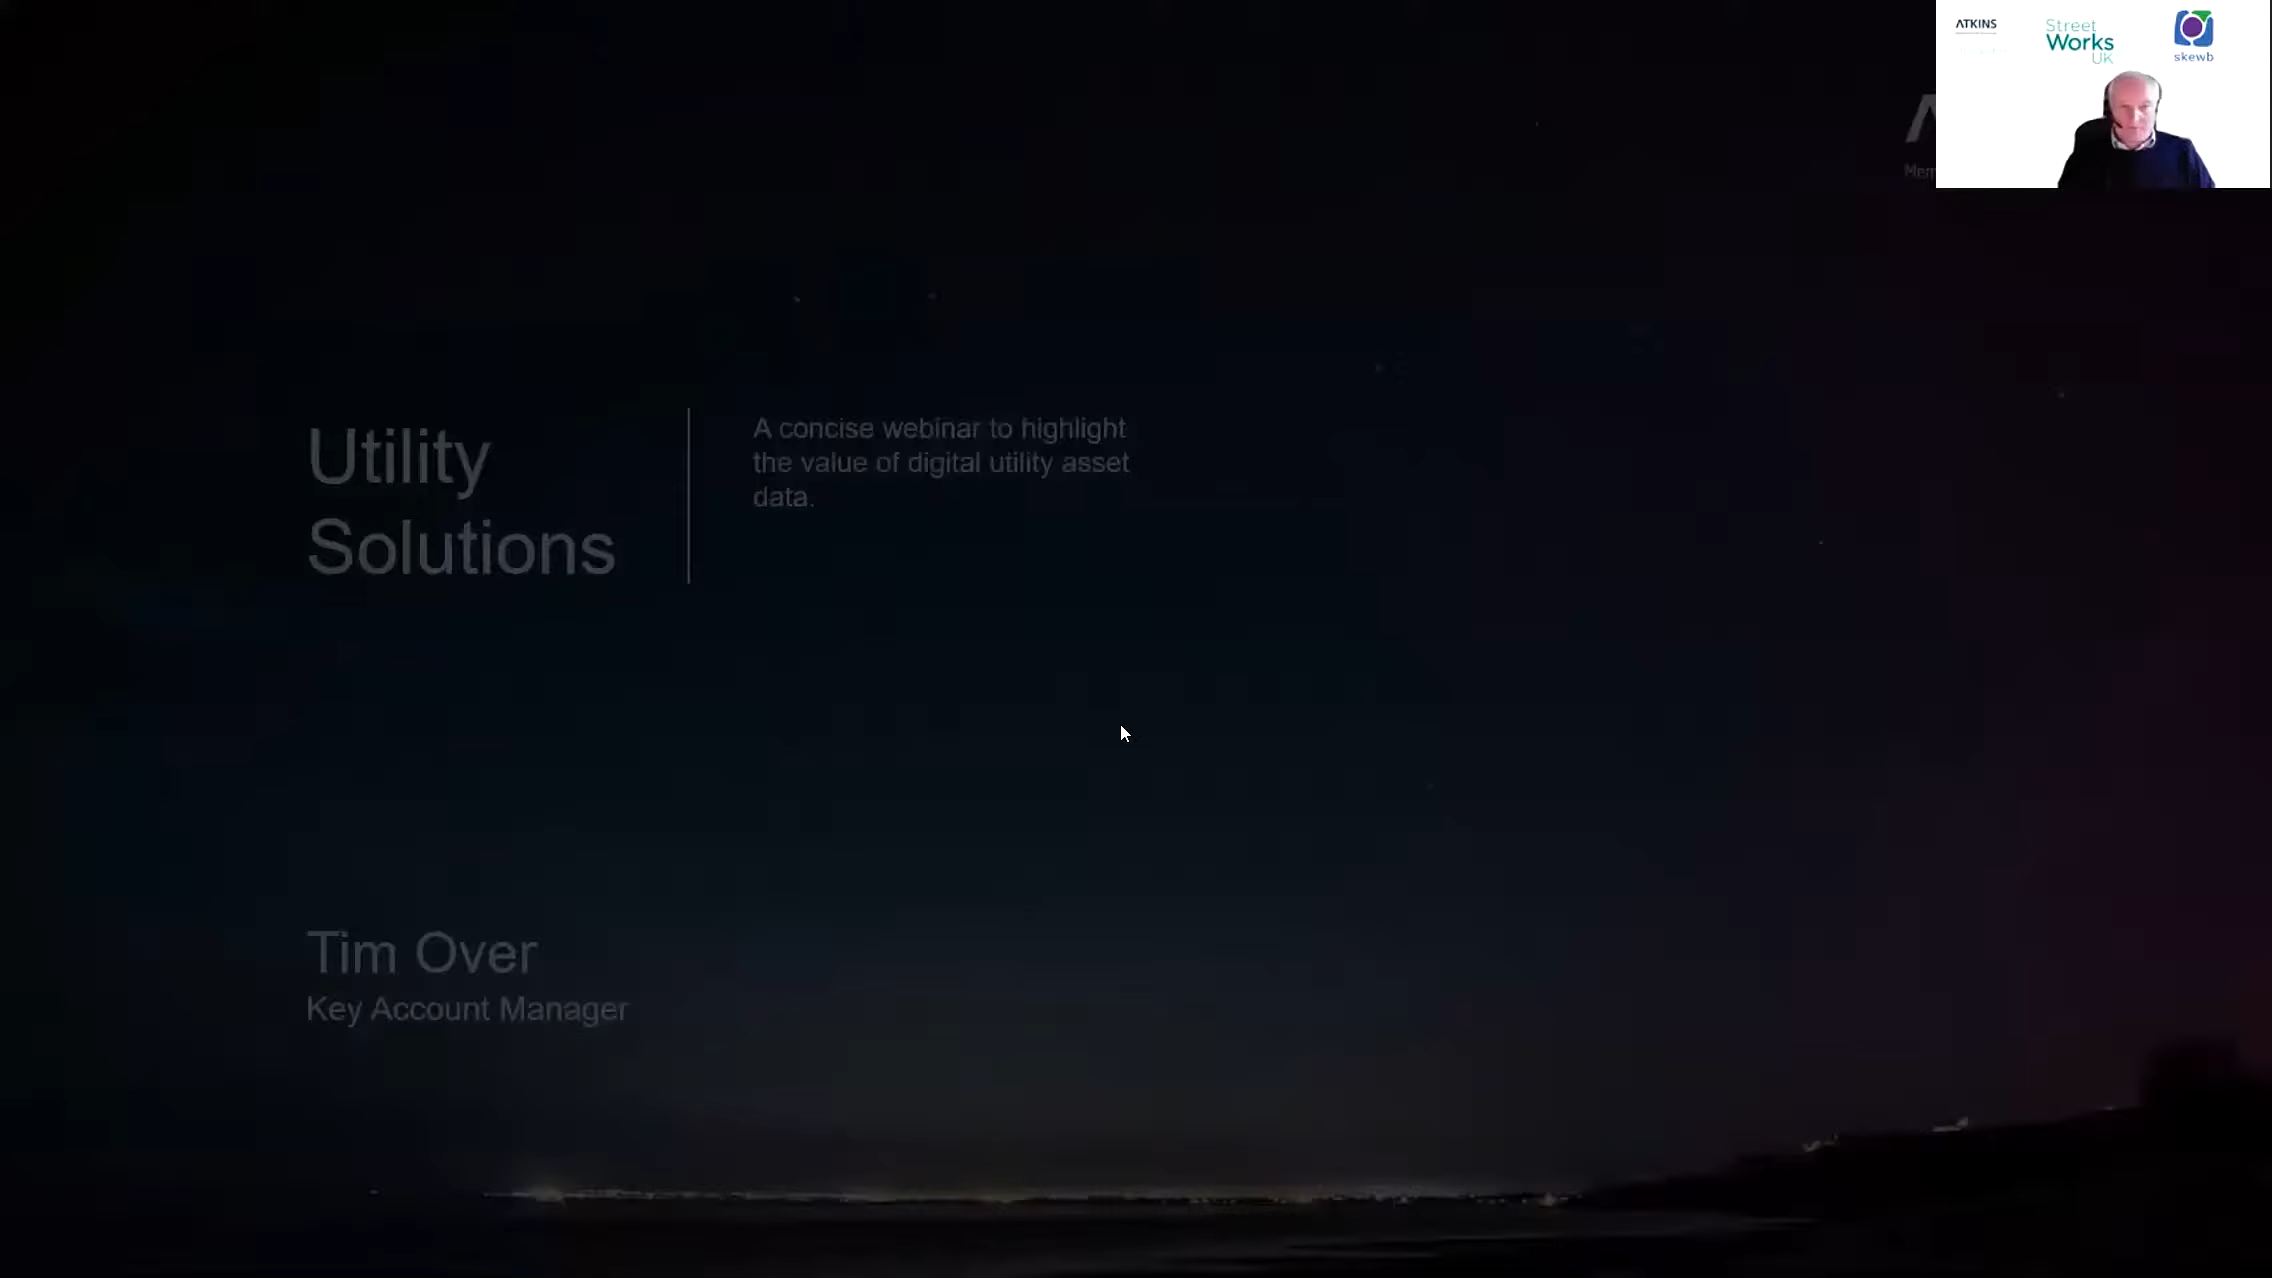 ATKINS
Street
Works
UK
skewb
Utility
Solutions
A concise webinar to highlight
the value of digital utility asset
data.
Tim Over
Key Account Manager